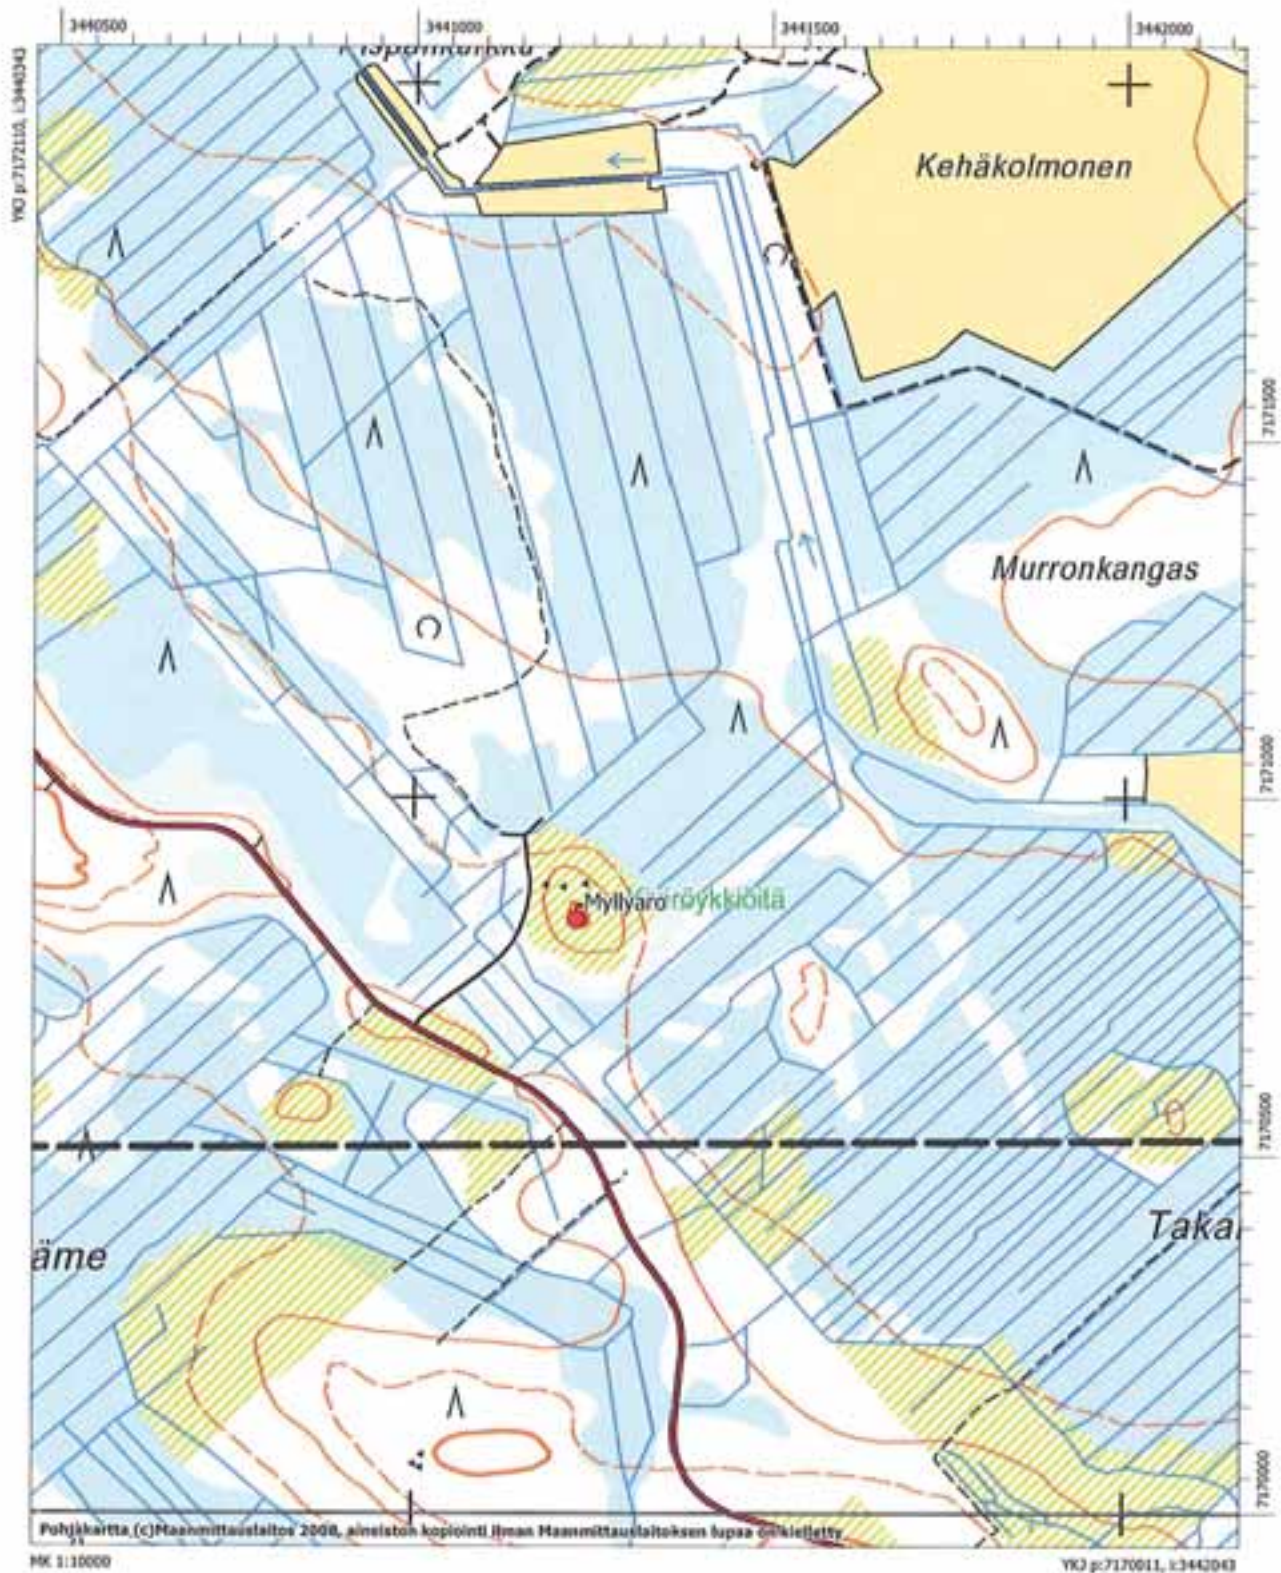 3440500
3441000
3441500
3442000
YKJ p:7172110, i:3440343
Kehäkolmonen
7171500
Murronkangas
7171000
Myllyaro
röykkiöitä
7170500
Taka
äme
7170000
Pohjakartta (c)Maanmittauslaitos 2008, aineiston kopiointi ilman Maanmittauslaitoksen lupaa on kielletty
MK 1:10000
YKJ p:7170011, i:3442043